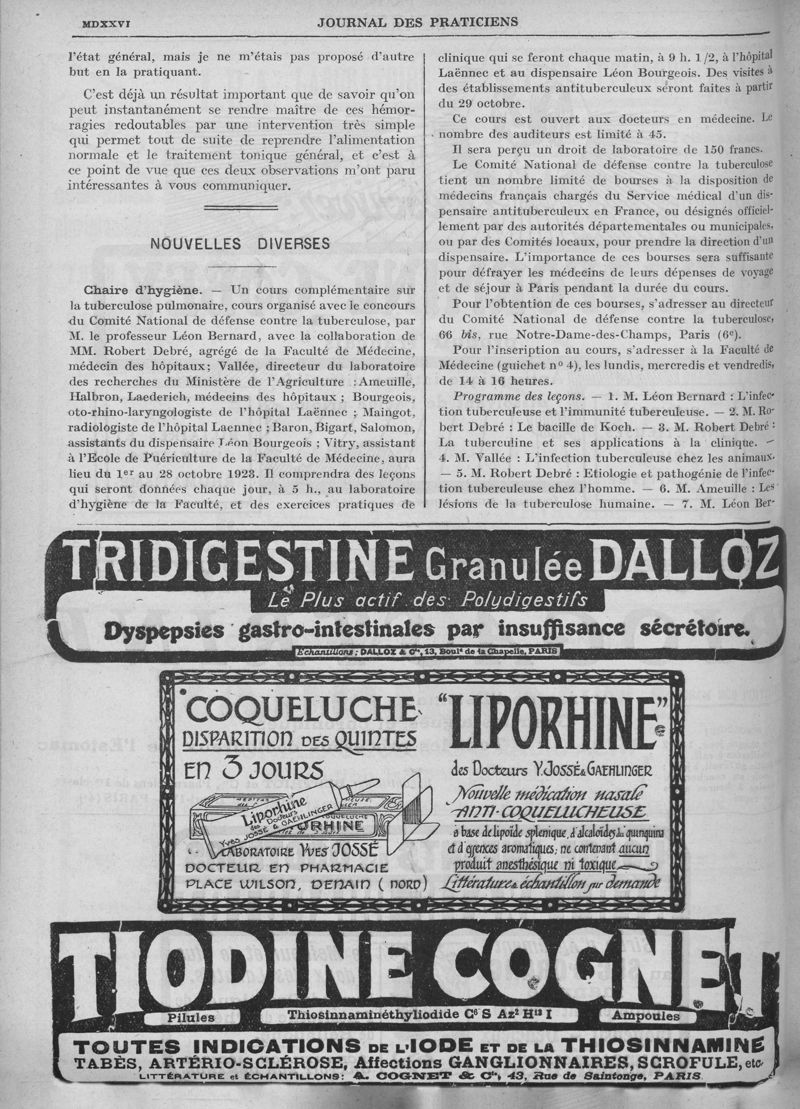 MDXXVI
JOURNAL DES PRATICIENS
l'état général, mais je ne m'étais pas proposé d'autre
but en la pratiquant.
C'est déjà un résultat important que de savoir qu'on
peut instantanément se rendre maître de ces hémor-
ragies redoutables par une intervention très simple
qui permet tout de suite de reprendre l'alimentation
normale et le traitement tonique général, et c'est à
ce point de vue que ces deux observations m'ont paru
intéressantes à vous communiquer.
NOUVELLES DIVERSES
Chaire d'hygiène. — Un cours complémentaire sur
la tuberculose pulmonaire, cours organisé avec le concours
du Comité National de défense contre la tuberculose, par
M. le professeur Léon Bernard, avec la collaboration de
MM. Robert Debré, agrégé de la Faculté de Médecine,
médecin des hôpitaux; Vallée, directeur du laboratoire
des recherches du Ministère de l'Agriculture : Ameuille,
Halbron, Laederich, médecins des hôpitaux ; Bourgeois,
oto-rhino-laryngologiste de l'hôpital Laënnec ; Maingot,
radiologiste de l'hôpital Laennec ; Baron, Bigart, Salomon,
assistants du dispensaire Léon Bourgeois ; Vitry, assistant
à l'Ecole de Puériculture de la Faculté de Médecine, aura
lieu du 1er au 28 octobre 1923. Il comprendra des leçons
qui seront données chaque jour, à 5 h., au laboratoire
d'hygiène de la Faculté, et des exercices pratiques de
clinique qui se feront chaque matin, à 9 h. 1/2, à l'hôpital
Laënnec et au dispensaire Léon Bourgeois. Des visites à
des établissements antituberculeux seront faites à partir
du 29 octobre.
Ce cours est ouvert aux docteurs en médecine. Le
nombre des auditeurs est limité à 45.
Il sera perçu un droit de laboratoire de 150 francs.
Le Comité National de défense contre la tuberculose
tient un nombre limité de bourses à la disposition de
médecins français chargés du Service médical d'un dis-
pensaire antituberculeux en France, ou désignés officiel-
lement par des autorités départementales ou municipales,
ou par des Comités locaux, pour prendre la direction d'un
dispensaire. L'importance de ces bourses sera suffisante
pour défrayer les médecins de leurs dépenses de voyage
et de séjour à Paris pendant la durée du cours.
Pour l'obtention de ces bourses, s'adresser au directeur
du Comité National de défense contre la tuberculose,
66 bis, rue Notre-Dame-des-Champs, Paris (6e).
Pour l'inscription au cours, s'adresser à la Faculté de
Médecine (guichet n° 4), les lundis, mercredis et vendredis,
de 14 à 16 heures.
Programme des leçons. — 1. M. Léon Bernard : L'infec-
tion tuberculeuse et l'immunité tuberculeuse. — 2. M. Ro-
bert Debré : Le bacille de Koch. — 3. M. Robert Debré :
La tuberculine et ses applications à la clinique. —
4. M. Vallée : L'infection tuberculeuse chez les animaux.
— 5. M. Robert Debré : Etiologie et pathogénie de l'infec-
tion tuberculeuse chez l'homme. — 6. M. Ameuille : Les
lésions de la tuberculose humaine. — 7. M. Léon Ber-
TRIDIGESTINE Granulée DALLOZ
Le Plus actif des Polydigestifs
Dyspepsies gastro-intestinales par insuffisance sécrétoire.
Échantillons : DALLOZ & Cie, 13, Bould de la Chapelle, PARIS
COQUELUCHE
DISPARITION DES QUINTES
EN 3 JOURS
Liporhine
Docteurs
Yves JOSSÉ & GAEHLINGER
LABORATOIRE YVES JOSSÉ
DOCTEUR EN PHARMACIE
PLACE WILSON, DENAIN (NORD)
"LIPORHINE"
des Docteurs Y. JOSSÉ & GAEHLINGER
Nouvelle médication nasale
ANTI-COQUELUCHEUSE
à base de lipoïde splénique, d'alcaloïdes du quinquina
et d'essences aromatiques; ne contenant aucun
produit anesthésique ni toxique
Littérature & échantillon sur demande
TIODINE COGNET
Pilules
Thiosinnaminéthyliodide C6 S Az2 H13 I
Ampoules
TOUTES INDICATIONS DE L'IODE ET DE LA THIOSINNAMINE
TABÈS, ARTÉRIO-SCLÉROSE, Affections GANGLIONNAIRES, SCROFULE, etc
LITTÉRATURE et ÉCHANTILLONS: A. COGNET & Cie, 43, Rue de Saintonge, PARIS.